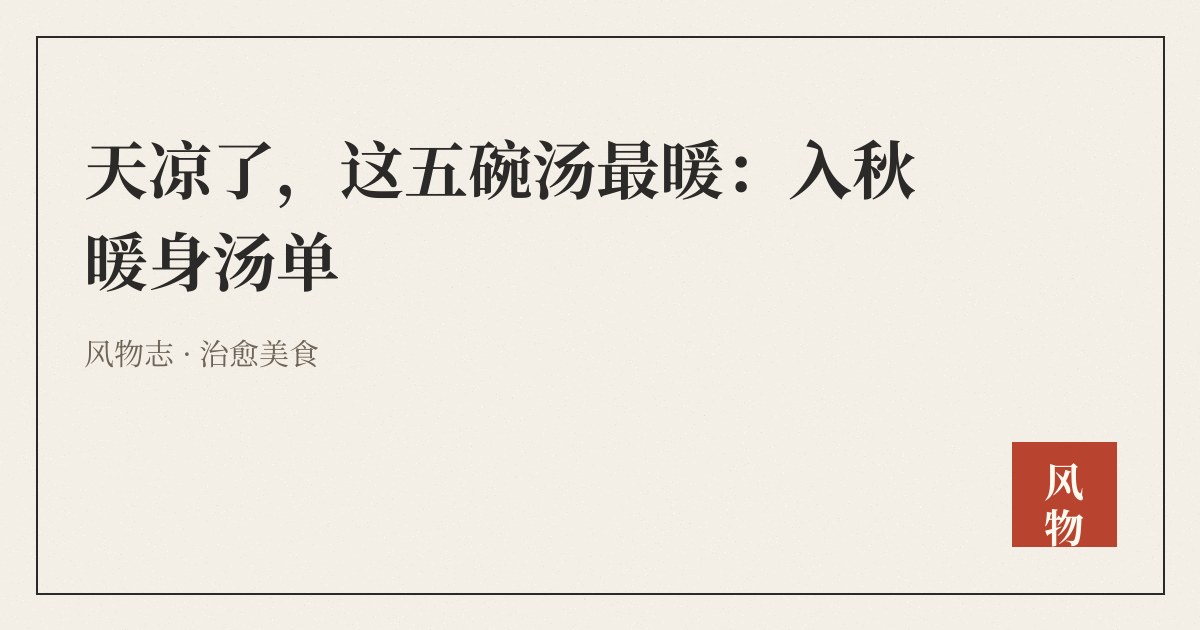 天凉了，这五碗汤最暖：入秋
暖身汤单
风物志 · 治愈美食
风
物